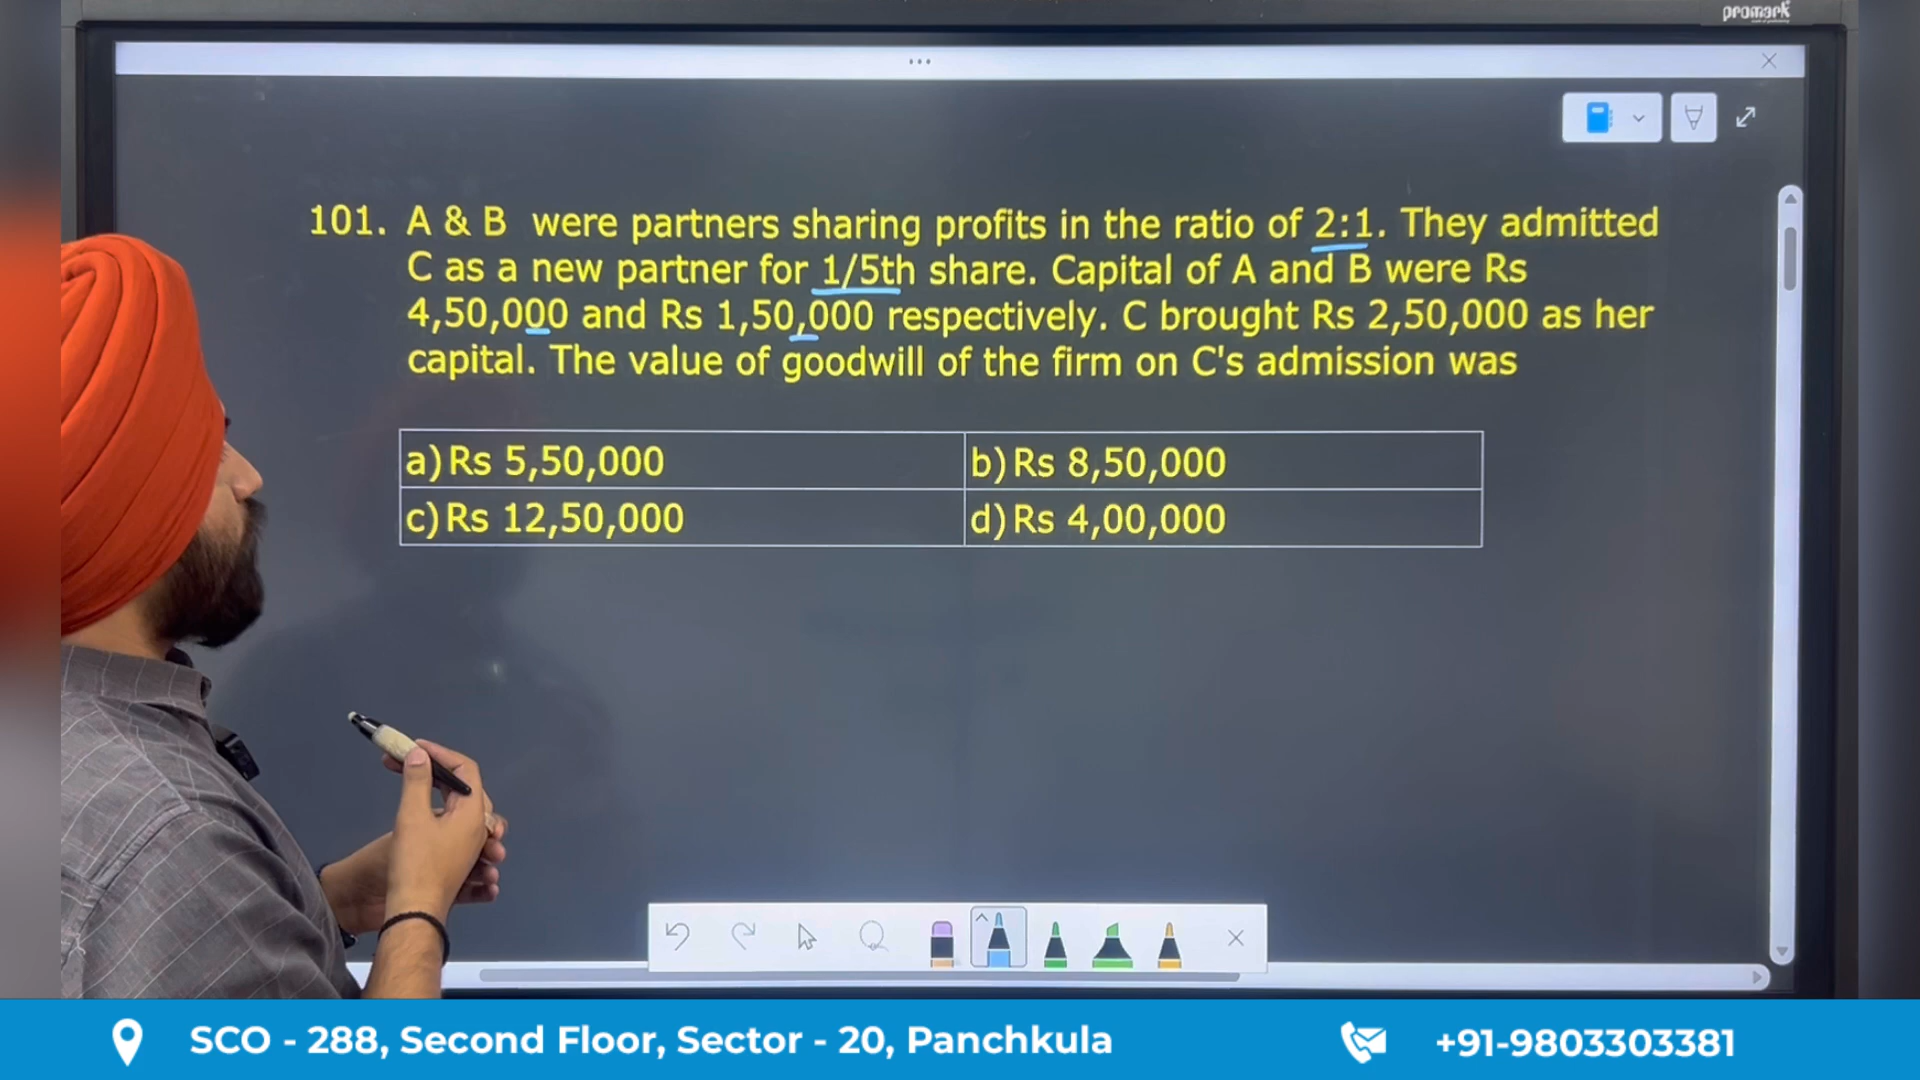 promark
101. A & B were partners sharing profits in the ratio of 2:1. They admitted
C as a new partner for 1/5th share. Capital of A and B were Rs
4,50,000 and Rs 1,50,000 respectively. C brought Rs 2,50,000 as her
capital. The value of goodwill of the firm on C's admission was
a) Rs 5,50,000 b) Rs 8,50,000
c) Rs 12,50,000 d) Rs 4,00,000
SCO - 288, Second Floor, Sector - 20, Panchkula +91-9803303381